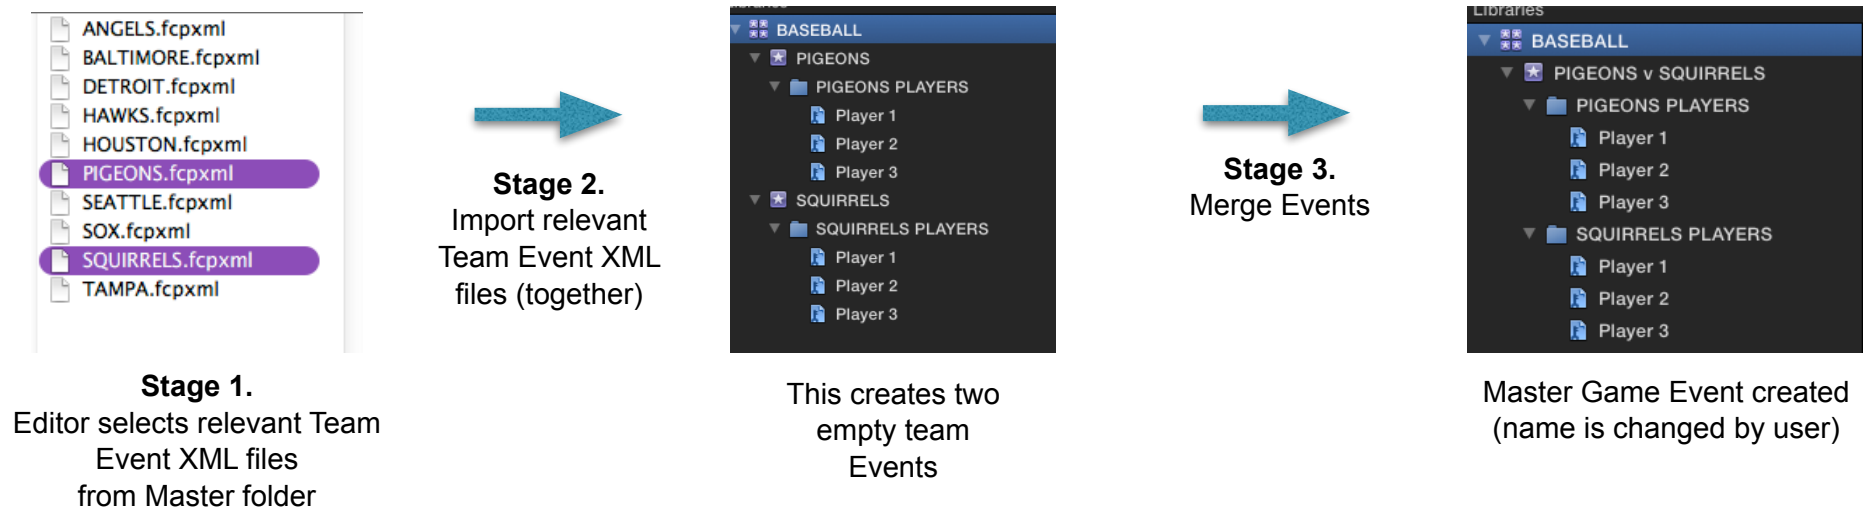 ANGELS.fcpxml
BALTIMORE.fcpxml
DETROIT.fcpxml
HAWKS.fcpxml
HOUSTON.fcpxml
PIGEONS.fcpxml
SEATTLE.fcpxml
SOX.fcpxml
SQUIRRELS.fcpxml
TAMPA.fcpxml
Stage 1.
Editor selects relevant Team
Event XML files
from Master folder
Stage 2.
Import relevant
Team Event XML
files (together)
Libraries
BASEBALL
PIGEONS
PIGEONS PLAYERS
Player 1
Player 2
Player 3
SQUIRRELS
SQUIRRELS PLAYERS
Player 1
Player 2
Player 3
This creates two
empty team
Events
Stage 3.
Merge Events
Libraries
BASEBALL
PIGEONS v SQUIRRELS
PIGEONS PLAYERS
Player 1
Player 2
Player 3
SQUIRRELS PLAYERS
Player 1
Player 2
Player 3
Master Game Event created
(name is changed by user)